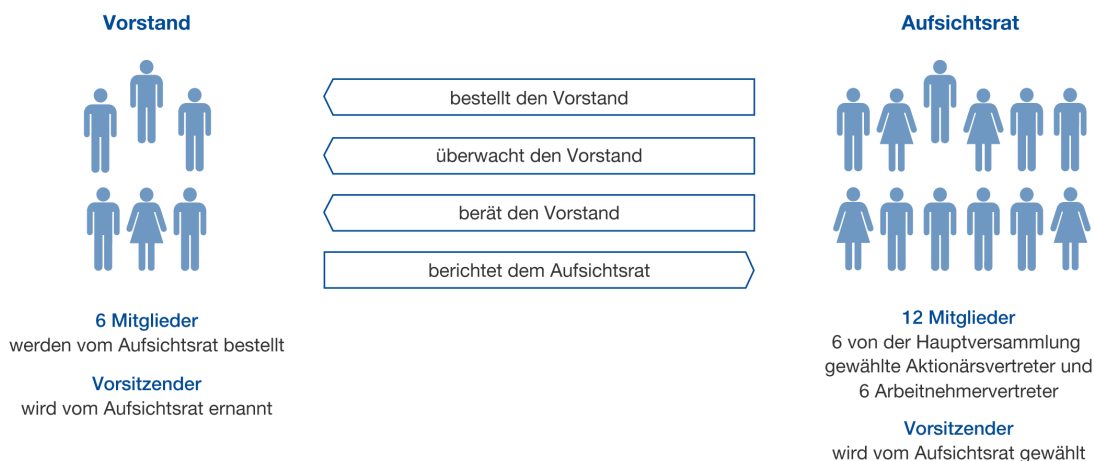 Vorstand
Aufsichtsrat
bestellt den Vorstand
überwacht den Vorstand
berät den Vorstand
berichtet dem Aufsichtsrat
6 Mitglieder
werden vom Aufsichtsrat bestellt
Vorsitzender
wird vom Aufsichtsrat ernannt
12 Mitglieder
6 von der Hauptversammlung
gewählte Aktionärsvertreter und
6 Arbeitnehmervertreter
Vorsitzender
wird vom Aufsichtsrat gewählt